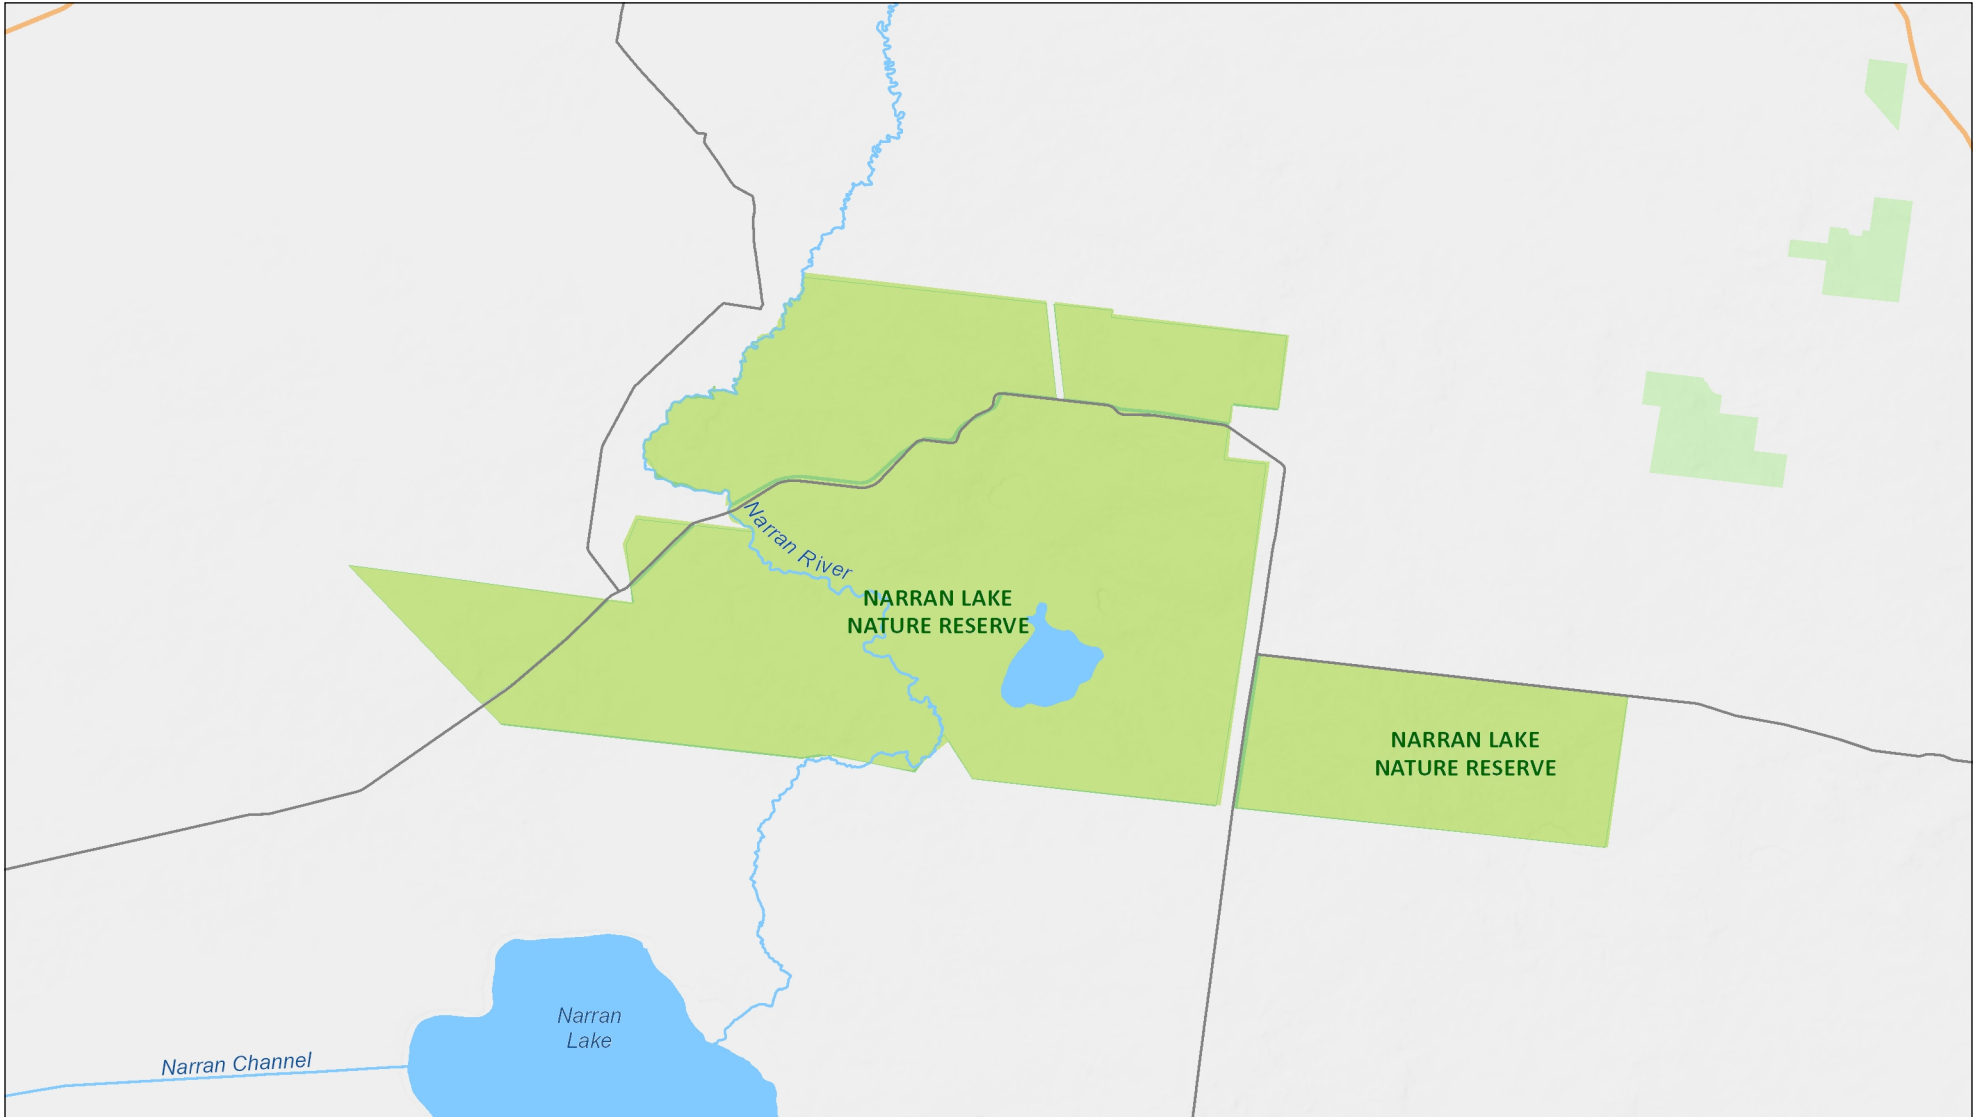 Narran River
NARRAN LAKE
NATURE RESERVE
NARRAN LAKE
NATURE RESERVE
Narran
Lake
Narran Channel